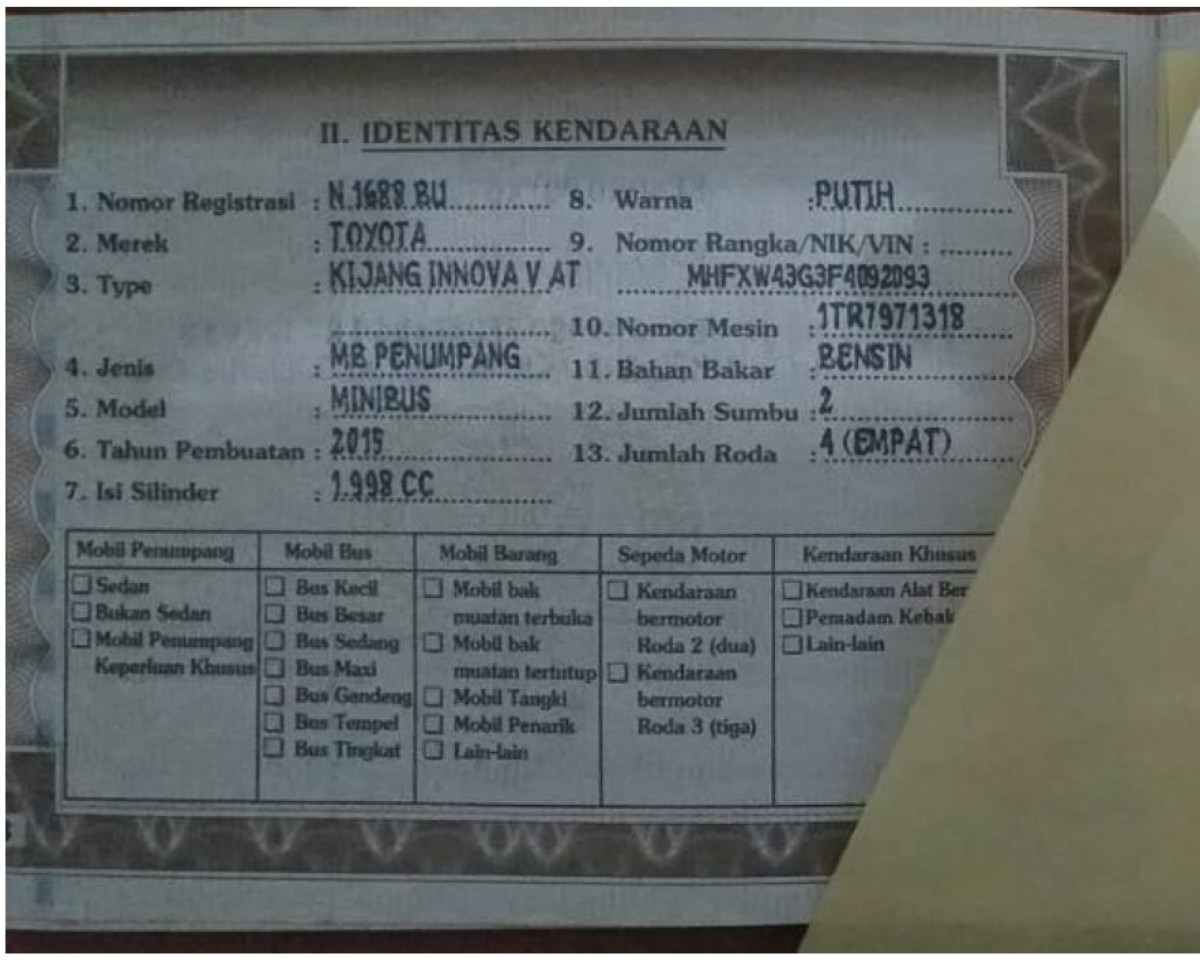 II. IDENTITAS KENDARAAN
1. Nomor Registrasi : N 1688 BU
2. Merek : TOYOTA
3. Type : KIJANG INNOVA V AT
4. Jenis : MB PENUMPANG
5. Model : MINIBUS
6. Tahun Pembuatan : 2015
7. Isi Silinder : 1.998 CC
8. Warna : PUTIH
9. Nomor Rangka/NIK/VIN :
MHFXW43G3F4092093
10. Nomor Mesin : 1TR7971318
11. Bahan Bakar : BENSIN
12. Jumlah Sumbu : 2
13. Jumlah Roda : 4 (EMPAT)
Mobil Penumpang
Sedan
Bukan Sedan
Mobil Penumpang
Keperluan Khusus
Mobil Bus
Bus Kecil
Bus Besar
Bus Sedang
Bus Maxi
Bus Gandeng
Bus Tempel
Bus Tingkat
Mobil Barang
Mobil bak
muatan terbuka
Mobil bak
muatan tertutup
Mobil Tangki
Mobil Penarik
Lain-lain
Sepeda Motor
Kendaraan
bermotor
Roda 2 (dua)
Kendaraan
bermotor
Roda 3 (tiga)
Kendaraan Khusus
Kendaraan Alat Ber
Pemadam Kebak
Lain-lain